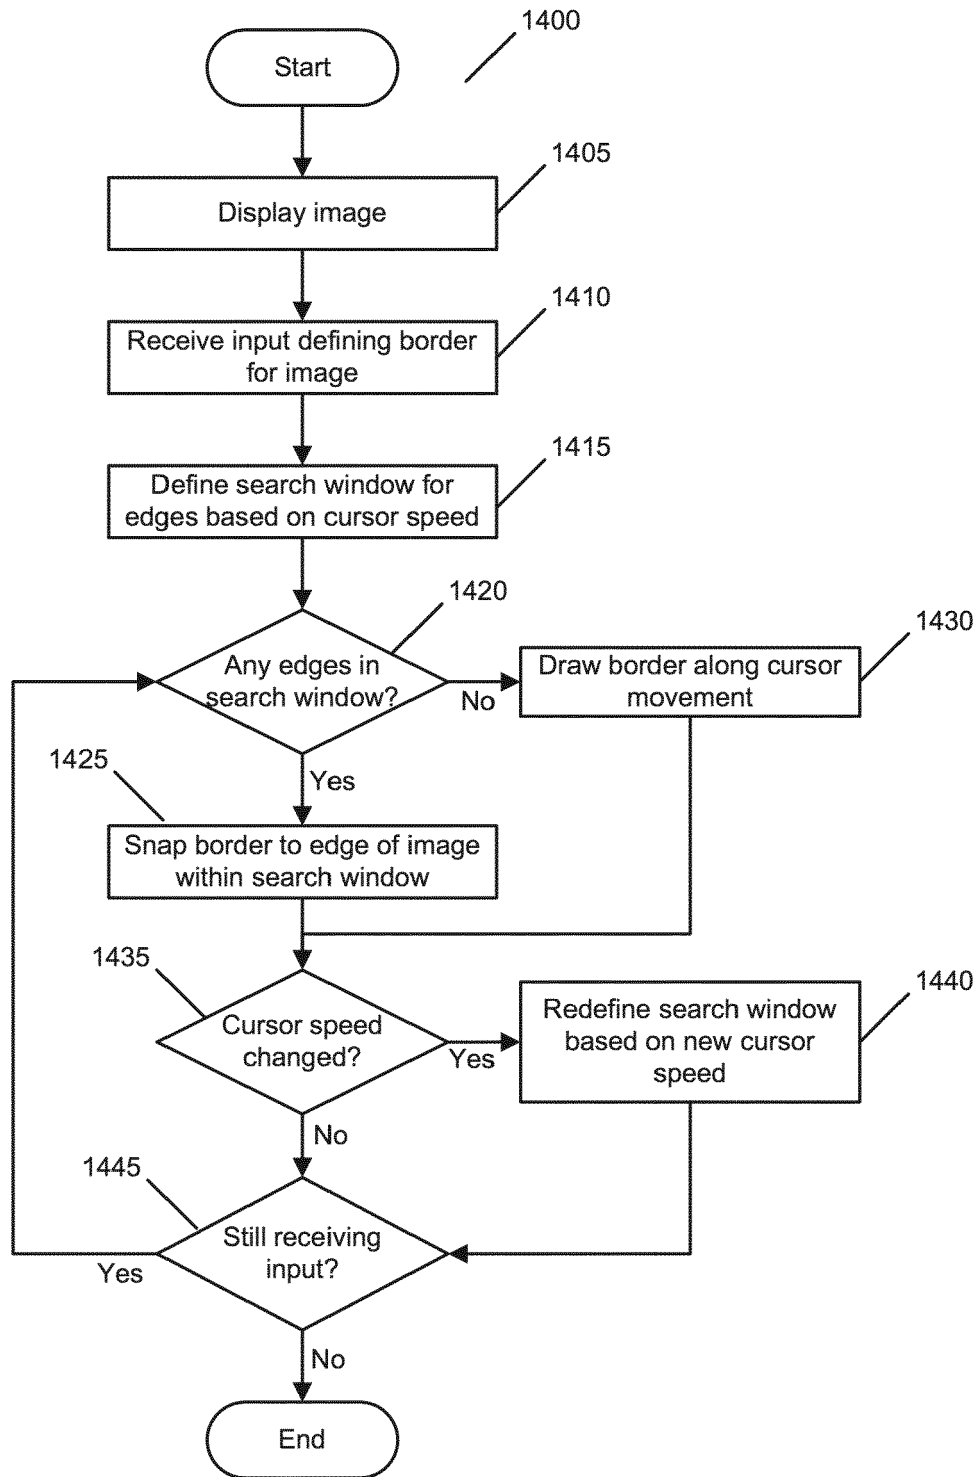 1400
Start
1405
Display image
1410
Receive input defining border
for image
1415
Define search window for
edges based on cursor speed
1420
Any edges in
search window?
No
1430
Draw border along cursor
movement
Yes
1425
Snap border to edge of image
within search window
1435
Cursor speed
changed?
Yes
1440
Redefine search window
based on new cursor
speed
No
1445
Still receiving
input?
Yes
No
End